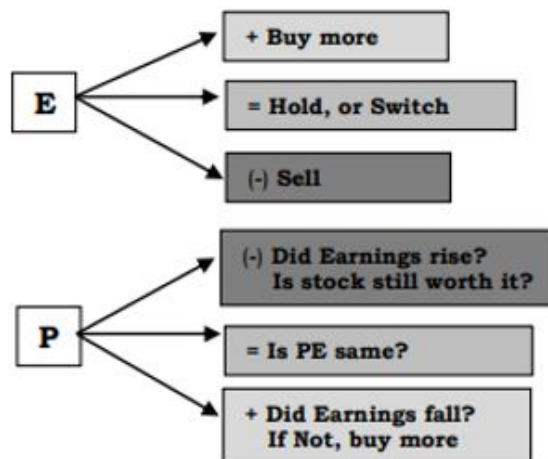 + Buy more
E
= Hold, or Switch
(-) Sell
(-) Did Earnings rise?
Is stock still worth it?
P
= Is PE same?
+ Did Earnings fall?
If Not, buy more